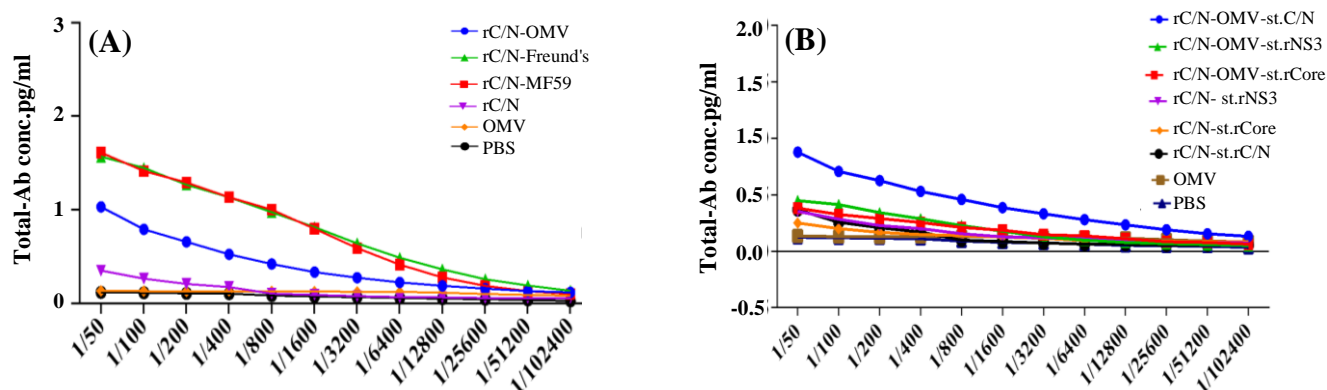 (A)
Total-Ab conc.pg/ml
3
2
1
0
rC/N-OMV
rC/N-Freund's
rC/N-MF59
rC/N
OMV
PBS
1/50
1/100
1/200
1/400
1/800
1/1600
1/3200
1/6400
1/12800
1/25600
1/51200
1/102400
(B)
Total-Ab conc.pg/ml
2.0
1.5
1.5
0.5
0.0
-0.5
rC/N-OMV-st.C/N
rC/N-OMV-st.rNS3
rC/N-OMV-st.rCore
rC/N- st.rNS3
rC/N-st.rCore
rC/N-st.rC/N
OMV
PBS
1/50
1/100
1/200
1/400
1/800
1/1600
1/3200
1/6400
1/12800
1/25600
1/51200
1/102400